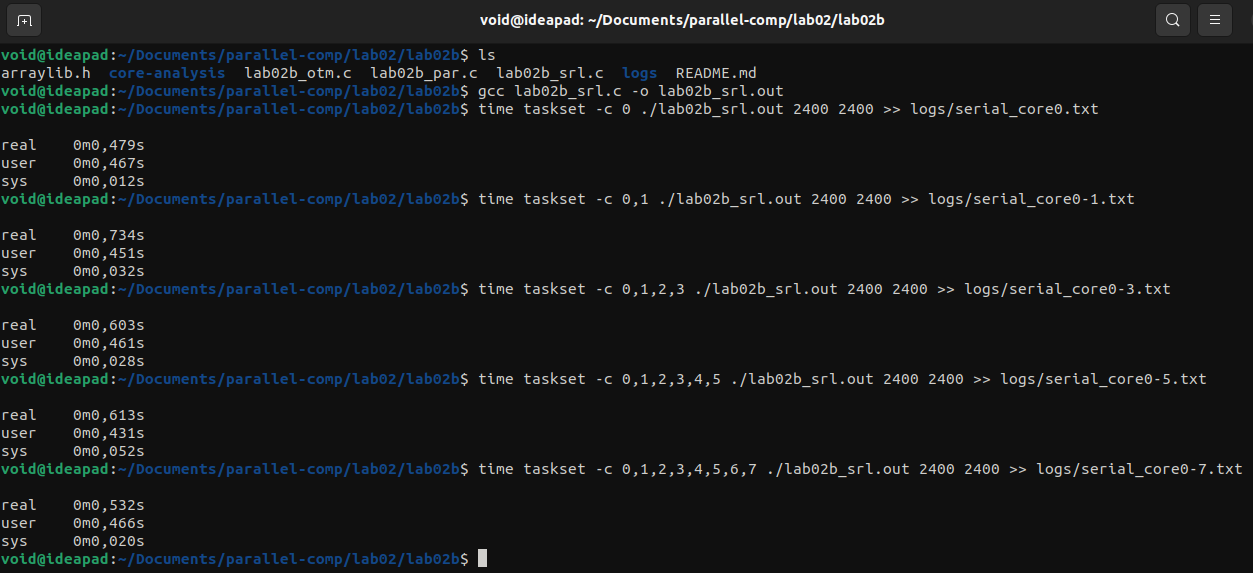 void@ideapad: ~/Documents/parallel-comp/lab02/lab02b
void@ideapad:~/Documents/parallel-comp/lab02/lab02b$ ls
arraylib.h  core-analysis  lab02b_otm.c  lab02b_par.c  lab02b_srl.c  logs  README.md
void@ideapad:~/Documents/parallel-comp/lab02/lab02b$ gcc lab02b_srl.c -o lab02b_srl.out
void@ideapad:~/Documents/parallel-comp/lab02/lab02b$ time taskset -c 0 ./lab02b_srl.out 2400 2400 >> logs/serial_core0.txt
real    0m0,479s
user    0m0,467s
sys     0m0,012s
void@ideapad:~/Documents/parallel-comp/lab02/lab02b$ time taskset -c 0,1 ./lab02b_srl.out 2400 2400 >> logs/serial_core0-1.txt
real    0m0,734s
user    0m0,451s
sys     0m0,032s
void@ideapad:~/Documents/parallel-comp/lab02/lab02b$ time taskset -c 0,1,2,3 ./lab02b_srl.out 2400 2400 >> logs/serial_core0-3.txt
real    0m0,603s
user    0m0,461s
sys     0m0,028s
void@ideapad:~/Documents/parallel-comp/lab02/lab02b$ time taskset -c 0,1,2,3,4,5 ./lab02b_srl.out 2400 2400 >> logs/serial_core0-5.txt
real    0m0,613s
user    0m0,431s
sys     0m0,052s
void@ideapad:~/Documents/parallel-comp/lab02/lab02b$ time taskset -c 0,1,2,3,4,5,6,7 ./lab02b_srl.out 2400 2400 >> logs/serial_core0-7.txt
real    0m0,532s
user    0m0,466s
sys     0m0,020s
void@ideapad:~/Documents/parallel-comp/lab02/lab02b$